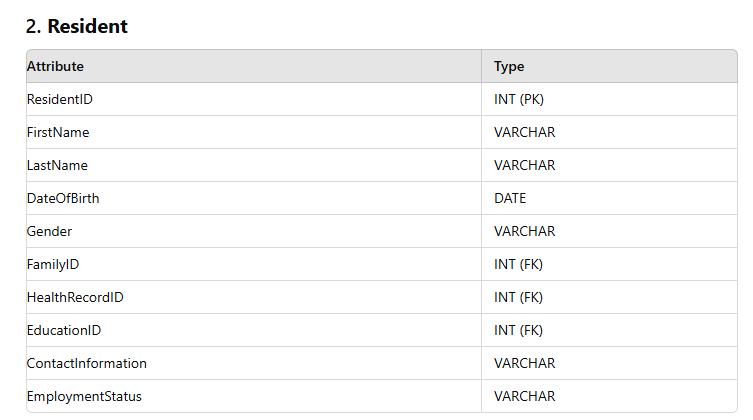 2. Resident
Attribute Type
ResidentID INT (PK)
FirstName VARCHAR
LastName VARCHAR
DateOfBirth DATE
Gender VARCHAR
FamilyID INT (FK)
HealthRecordID INT (FK)
EducationID INT (FK)
ContactInformation VARCHAR
EmploymentStatus VARCHAR